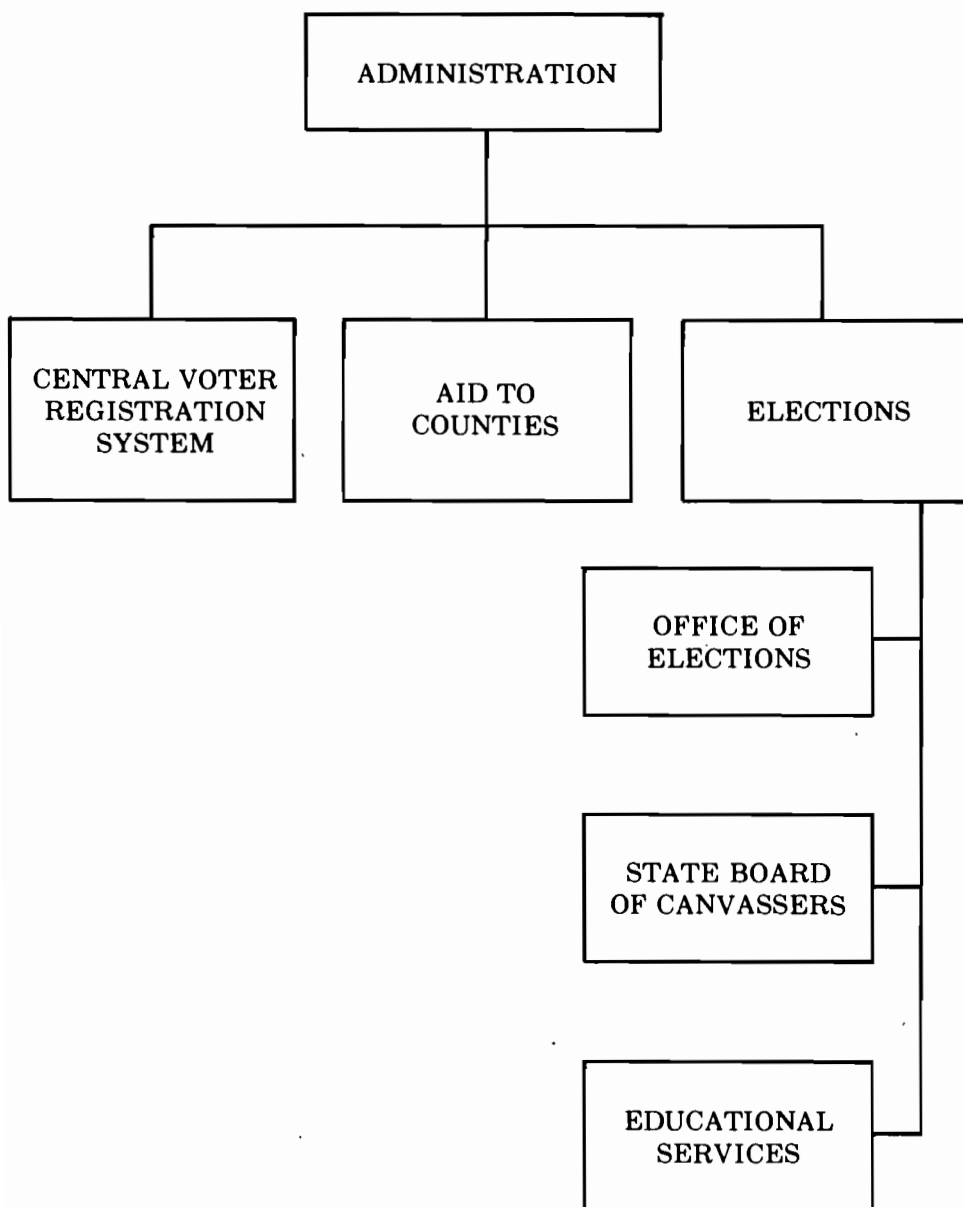 ADMINISTRATION
CENTRAL VOTER
REGISTRATION
SYSTEM
AID TO
COUNTIES
ELECTIONS
OFFICE OF
ELECTIONS
STATE BOARD
OF CANVASSERS
EDUCATIONAL
SERVICES